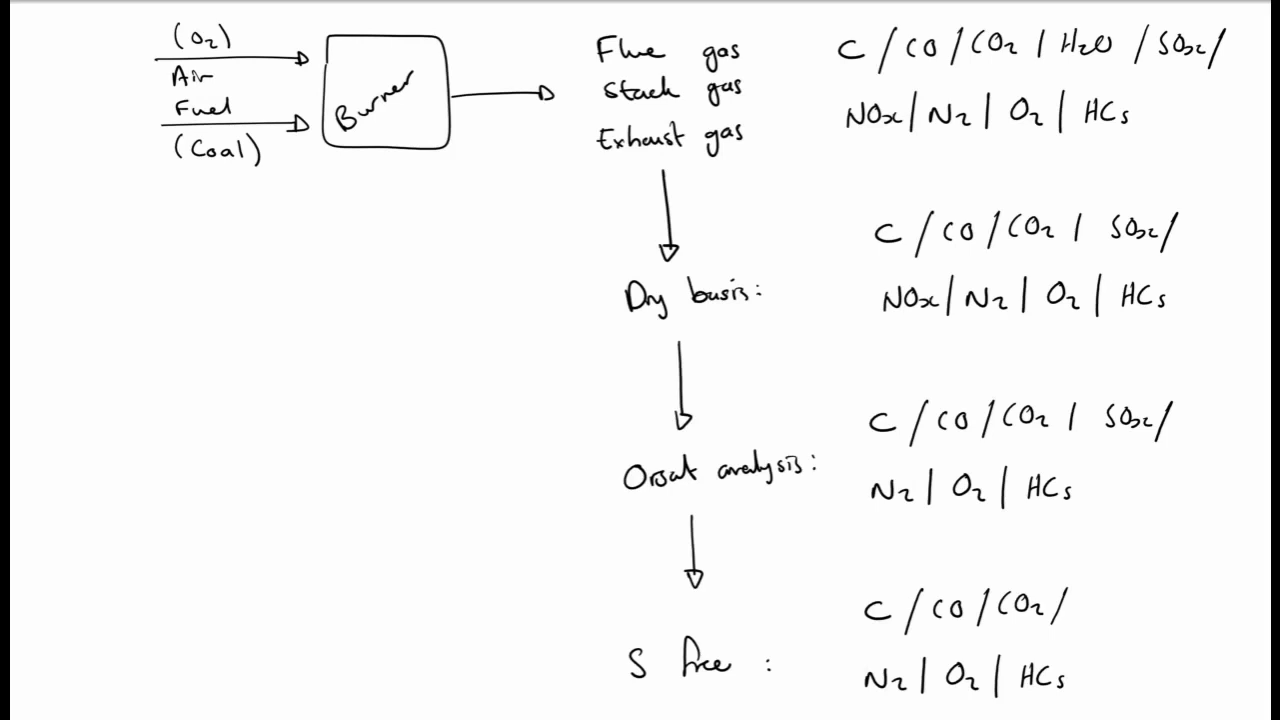 (O2)
Air
Fuel
(Coal)
Burner
Flue gas
Stack gas
Exhaust gas
C / CO / CO2 / H2O / SOx /
NOx / N2 / O2 / HCs
Dry basis:
C / CO / CO2 / SOx /
NOx / N2 / O2 / HCs
Orsat analysis:
C / CO / CO2 / SOx /
N2 / O2 / HCs
S free :
C / CO / CO2 /
N2 / O2 / HCs